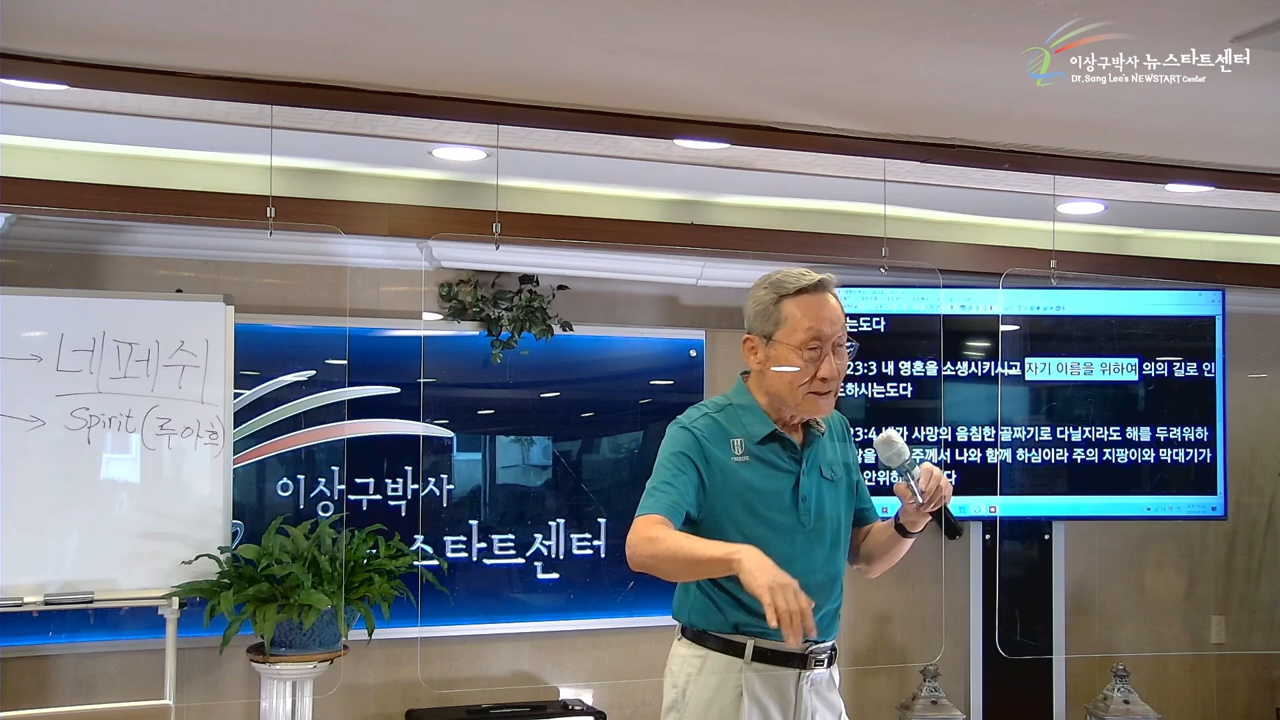 이상구박사 뉴스타트센터
Dr.Sang Lee's NEWSTART Center
→ 네페쉬
→ Spirit (루아흐)
이상구박사
스타트센터
는도다
23:3 내 영혼을 소생시키시고 자기 이름을 위하여 의의 길로 인
도하시는도다
23:4 내가 사망의 음침한 골짜기로 다닐지라도 해를 두려워하
주께서 나와 함께 하심이라 주의 지팡이와 막대기가
안위하
다